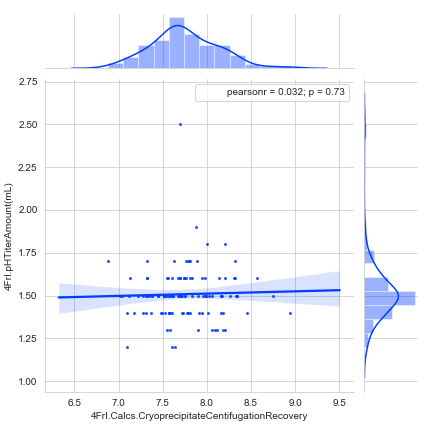 pearsonr = 0.032; p = 0.73
2.75
2.50
2.25
2.00
1.75
1.50
1.25
1.00
4FrI.pHTiterAmount(mL)
6.5 7.0 7.5 8.0 8.5 9.0 9.5
4FrI.Calcs.CryoprecipitateCentifugationRecovery